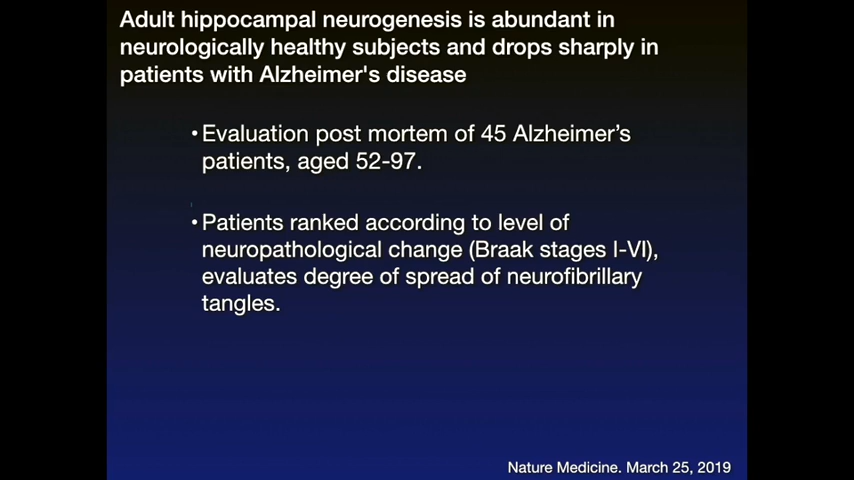 Adult hippocampal neurogenesis is abundant in
neurologically healthy subjects and drops sharply in
patients with Alzheimer's disease
•Evaluation post mortem of 45 Alzheimer’s
patients, aged 52-97.
•Patients ranked according to level of
neuropathological change (Braak stages I-VI),
evaluates degree of spread of neurofibrillary
tangles.
Nature Medicine. March 25, 2019